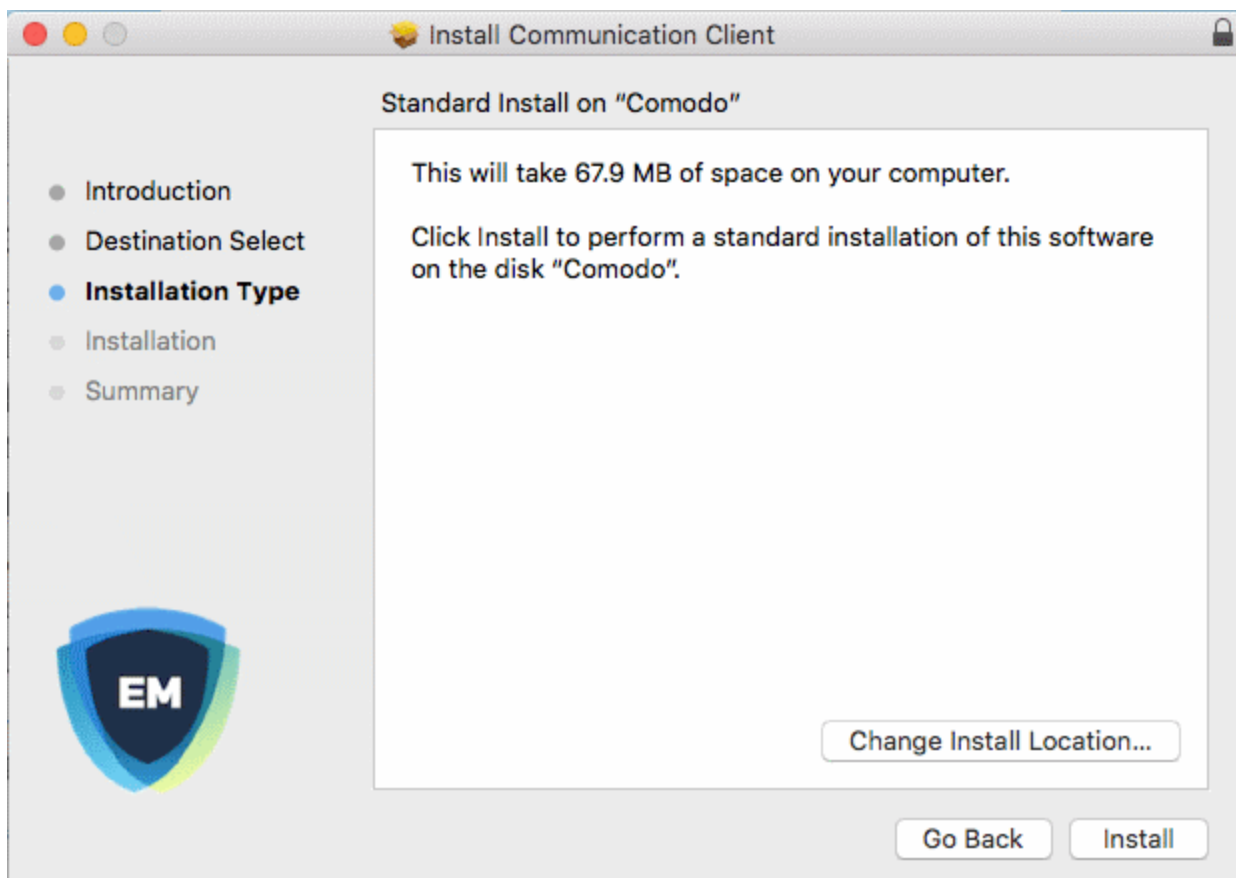 Install Communication Client
Standard Install on “Comodo”
Introduction
Destination Select
Installation Type
Installation
Summary
This will take 67.9 MB of space on your computer.
Click Install to perform a standard installation of this software
on the disk “Comodo”.
EM
Change Install Location...
Go Back
Install